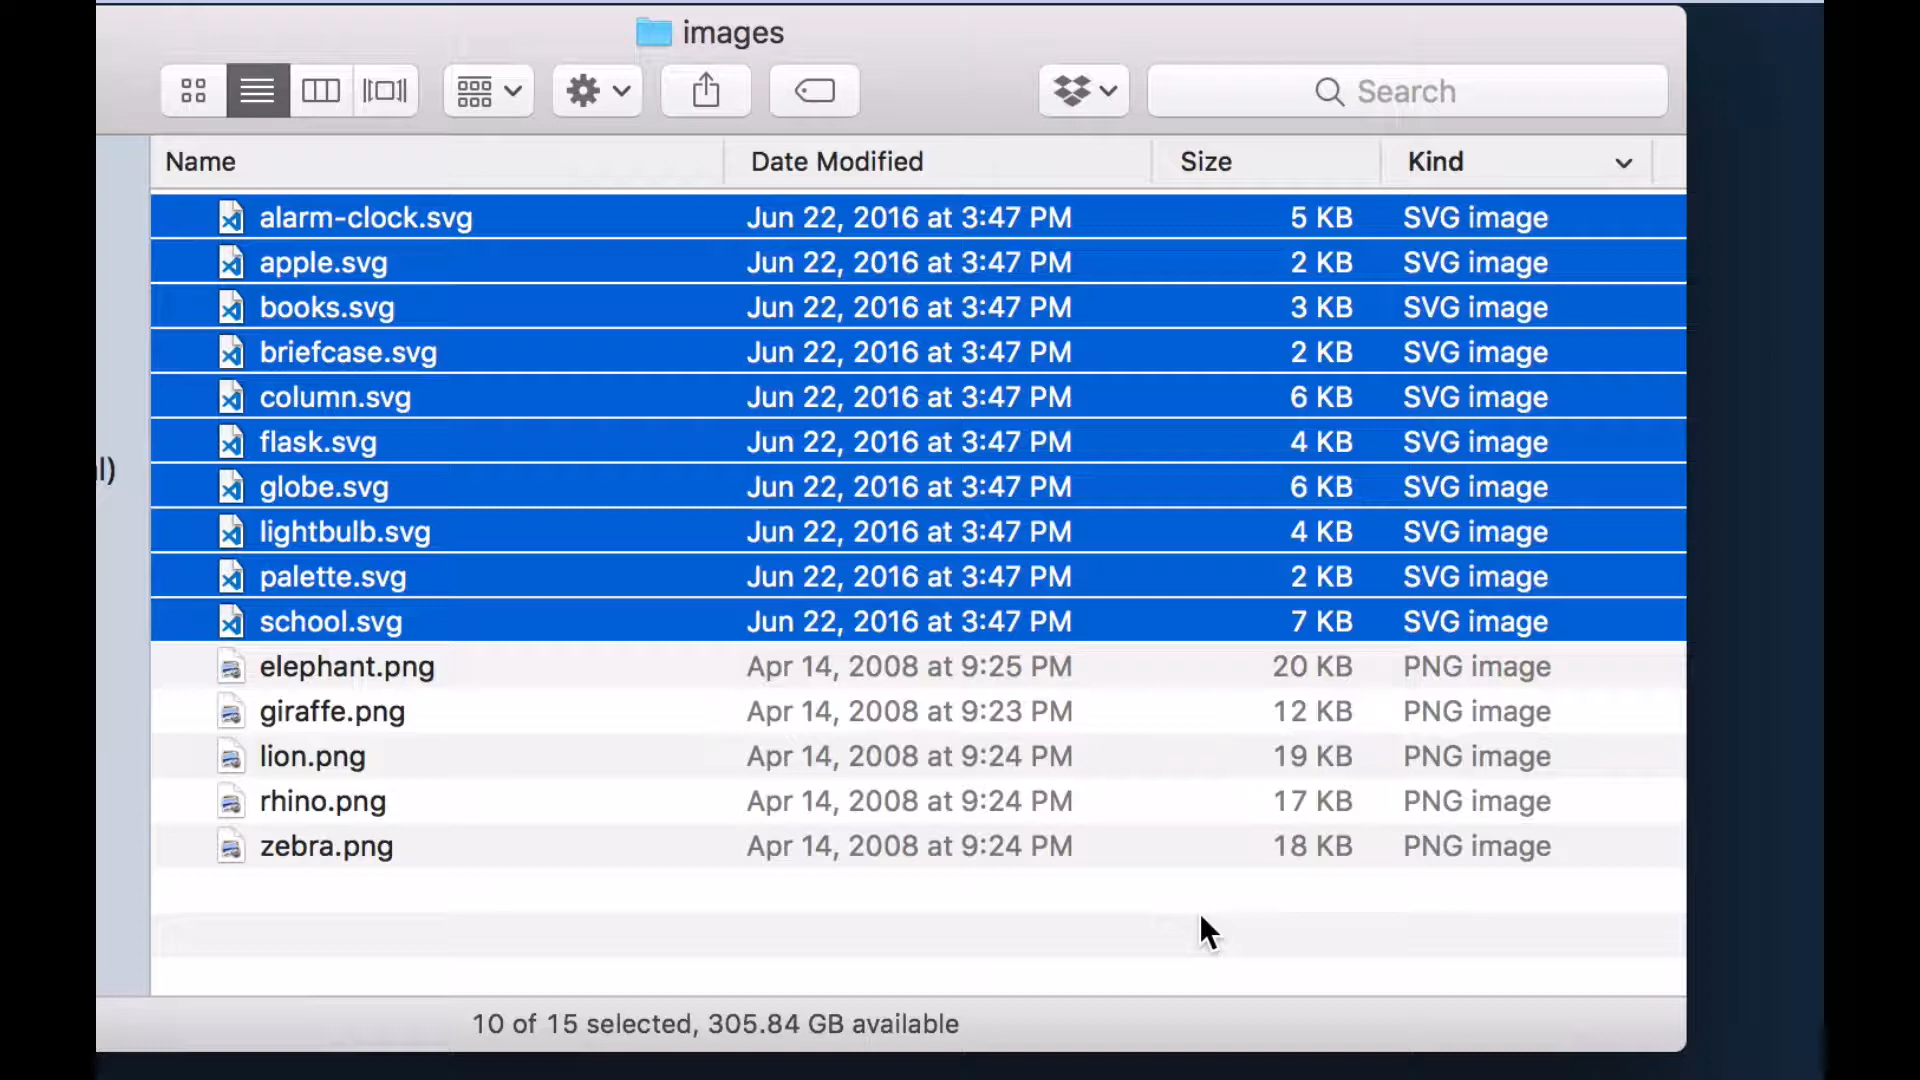 images
Search
Name Date Modified Size Kind
alarm-clock.svg Jun 22, 2016 at 3:47 PM 5 KB SVG image
apple.svg Jun 22, 2016 at 3:47 PM 2 KB SVG image
books.svg Jun 22, 2016 at 3:47 PM 3 KB SVG image
briefcase.svg Jun 22, 2016 at 3:47 PM 2 KB SVG image
column.svg Jun 22, 2016 at 3:47 PM 6 KB SVG image
flask.svg Jun 22, 2016 at 3:47 PM 4 KB SVG image
l)
globe.svg Jun 22, 2016 at 3:47 PM 6 KB SVG image
lightbulb.svg Jun 22, 2016 at 3:47 PM 4 KB SVG image
palette.svg Jun 22, 2016 at 3:47 PM 2 KB SVG image
school.svg Jun 22, 2016 at 3:47 PM 7 KB SVG image
elephant.png Apr 14, 2008 at 9:25 PM 20 KB PNG image
giraffe.png Apr 14, 2008 at 9:23 PM 12 KB PNG image
lion.png Apr 14, 2008 at 9:24 PM 19 KB PNG image
rhino.png Apr 14, 2008 at 9:24 PM 17 KB PNG image
zebra.png Apr 14, 2008 at 9:24 PM 18 KB PNG image
10 of 15 selected, 305.84 GB available